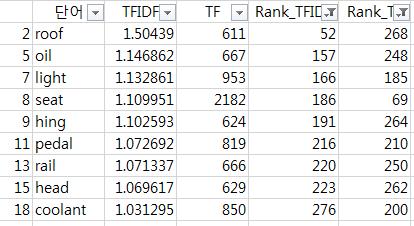 단어 TFIDF TF Rank_TFID Rank_T
2 roof 1.50439 611 52 268
5 oil 1.146862 667 157 248
7 light 1.132861 953 166 185
8 seat 1.109951 2182 186 69
9 hing 1.102593 624 191 264
11 pedal 1.072692 819 216 210
13 rail 1.071337 666 220 250
15 head 1.069617 629 223 262
18 coolant 1.031295 850 276 200